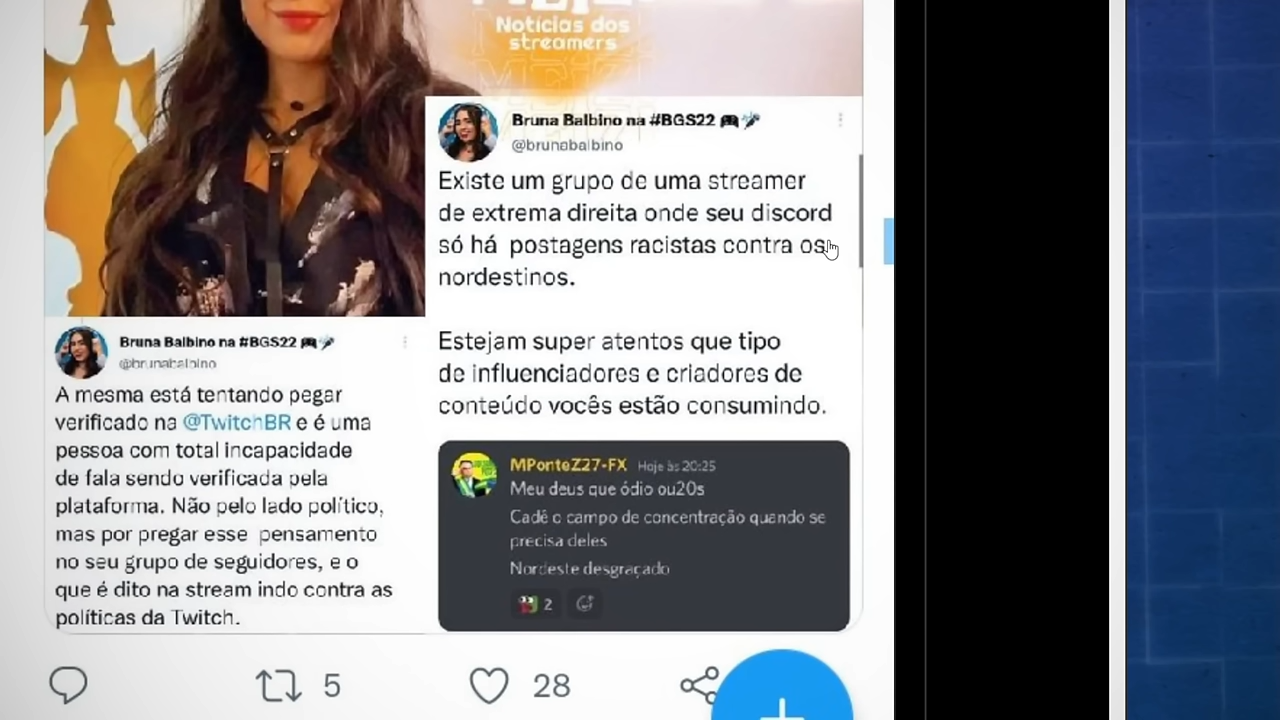 Notícias dos
streamers
Bruna Balbino na #BGS22
@brunabalbino
Existe um grupo de uma streamer
de extrema direita onde seu discord
só há postagens racistas contra os
nordestinos.
Estejam super atentos que tipo
de influenciadores e criadores de
conteúdo vocês estão consumindo.
MPonteZ27-FX Hoje às 20:25
Meu deus que ódio ou20s
Cadê o campo de concentração quando se
precisa deles
Nordeste desgraçado
2
Bruna Balbino na #BGS22
@brunabalbino
A mesma está tentando pegar
verificado na @TwitchBR e é uma
pessoa com total incapacidade
de fala sendo verificada pela
plataforma. Não pelo lado político,
mas por pregar esse pensamento
no seu grupo de seguidores, e o
que é dito na stream indo contra as
políticas da Twitch.
5
28